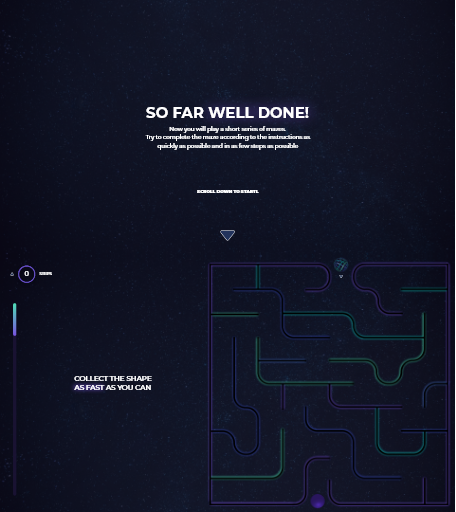 SO FAR WELL DONE!
Now you will play a short series of mazes.
Try to complete the maze according to the instructions as
quickly as possible and in as few steps as possible
SCROLL DOWN TO START.
0
COLLECT THE SHAPE
AS FAST AS YOU CAN